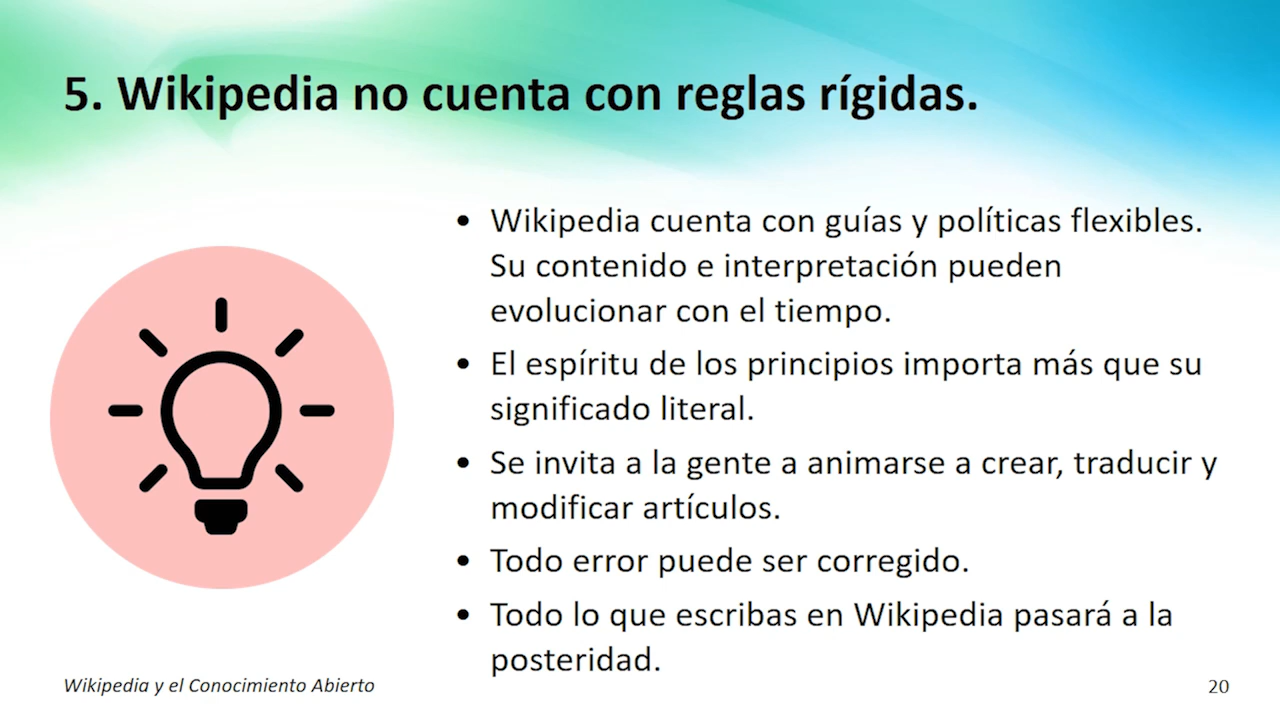 5. Wikipedia no cuenta con reglas rígidas.
• Wikipedia cuenta con guías y políticas flexibles.
Su contenido e interpretación pueden
evolucionar con el tiempo.
• El espíritu de los principios importa más que su
significado literal.
• Se invita a la gente a animarse a crear, traducir y
modificar artículos.
• Todo error puede ser corregido.
• Todo lo que escribas en Wikipedia pasará a la
posteridad.
Wikipedia y el Conocimiento Abierto
20